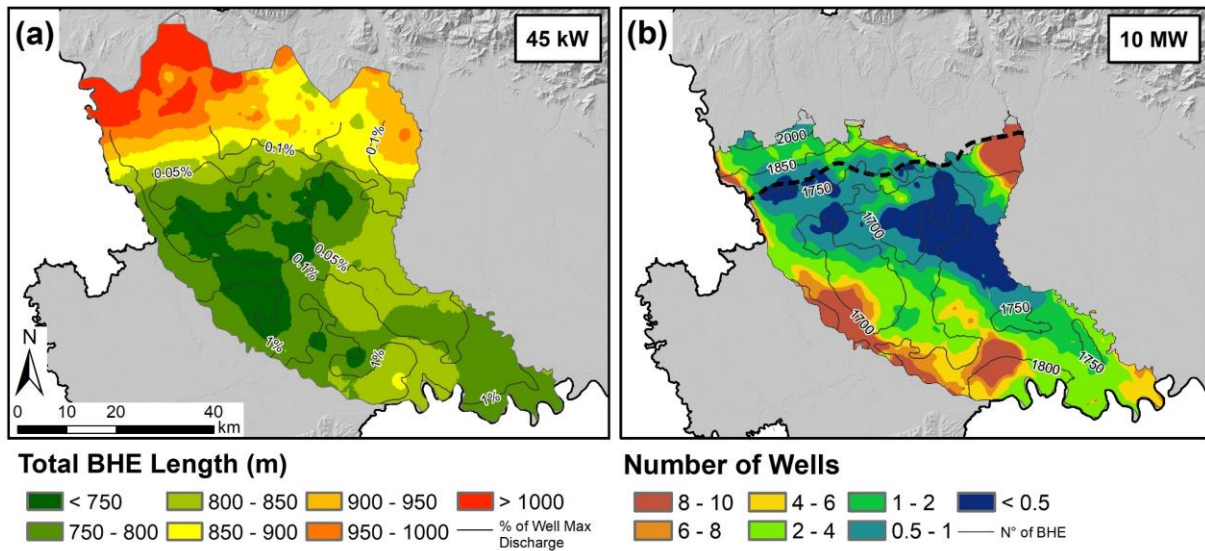 (a)
45 kW
0.1%
0.1%
0.05%
0.05%
0.1%
1%
1%
1%
1%
N
0 10 20 40
km
Total BHE Length (m)
< 750
800 - 850
900 - 950
> 1000
750 - 800
850 - 900
950 - 1000
% of Well Max
Discharge
(b)
10 MW
2000
1850
1750
1700
1750
1700
1750
1800
Number of Wells
8 - 10
4 - 6
1 - 2
< 0.5
6 - 8
2 - 4
0.5 - 1
N° of BHE